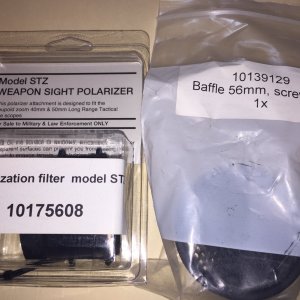 Model STZ
WEAPON SIGHT POLARIZER
This polarizer attachment is designed to fit the
zoom 40mm & 50mm Long Range Tactical
scopes
Sale to Military & Law Enforcement ONLY
zation filter model ST
10175608
10139129
Baffle 56mm, screw
1x